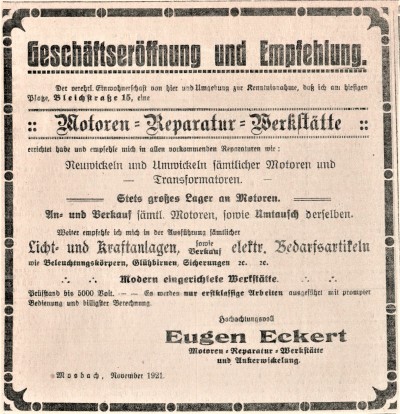 Geschäftseröffnung und Empfehlung.
Der verehrl. Einwohnerschaft von hier und Umgebung zur Kenntnisnahme, daß ich am hiesigen
Platze, Bleichstraße 15, eine
:: Motoren=Reparatur=Werkstätte ::
errichtet habe und empfehle mich in allen vorkommenden Reparaturen wie:
Neuwickeln und Umwickeln sämtlicher Motoren und
— Transformatoren. —
— Stets großes Lager an Motoren. —
An- und Verkauf sämtl. Motoren, sowie Umtausch derselben.
Weiter empfehle ich mich in der Ausführung sämtlicher
Licht- und Kraftanlagen, sowie Verkauf elektr. Bedarfsartikeln
wie Beleuchtungskörpern, Glühbirnen, Sicherungen ꝛc. ꝛc.
∴ ∴ Modern eingerichtete Werkstätte. ∴ ∴
Prüfstand bis 5000 Volt. — — Es werden nur erstklassige Arbeiten ausgeführt mit prompter
Bedienung und billigster Berechnung.
Hochachtungsvoll
Eugen Eckert
Motoren=Reparatur=Werkstätte
und Ankerwickelung.
Mosbach, November 1921.